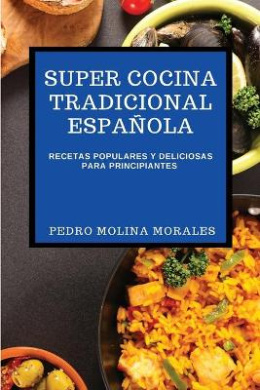 SUPER COCINA
TRADICIONAL
ESPAÑOLA
RECETAS POPULARES Y DELICIOSAS
PARA PRINCIPIANTES
PEDRO MOLINA MORALES